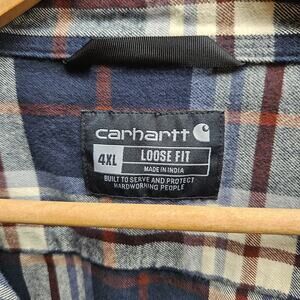 carhartt
4XL LOOSE FIT
MADE IN INDIA
BUILT TO SERVE AND PROTECT
HARDWORKING PEOPLE